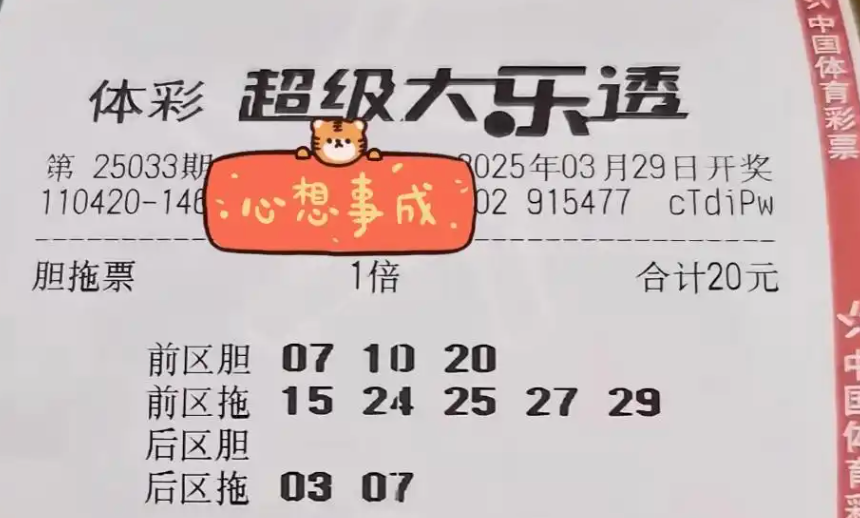 体彩 超级大乐透
第 25033期
2025年03月29日开奖
110420-146
02 915477 cTdiPw
心想事成
胆拖票 1倍 合计20元
前区胆 07 10 20
前区拖 15 24 25 27 29
后区胆
后区拖 03 07
中国体育彩票
中国体育彩